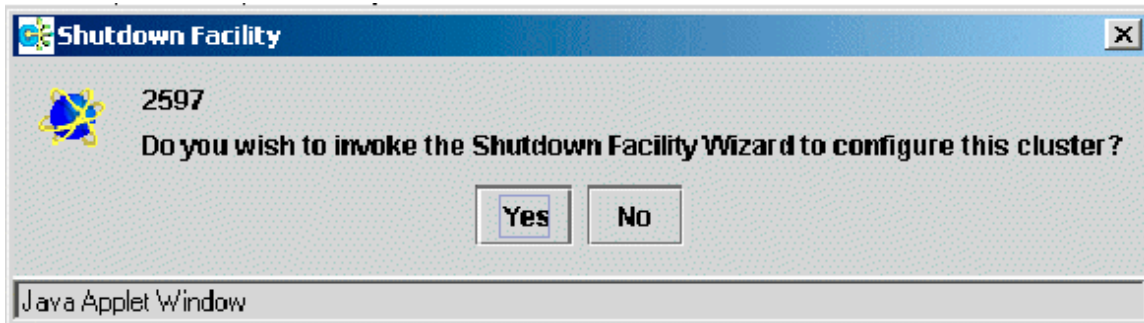 Shutdown Facility
2597
Do you wish to invoke the Shutdown Facility Wizard to configure this cluster?
Yes No
Java Applet Window